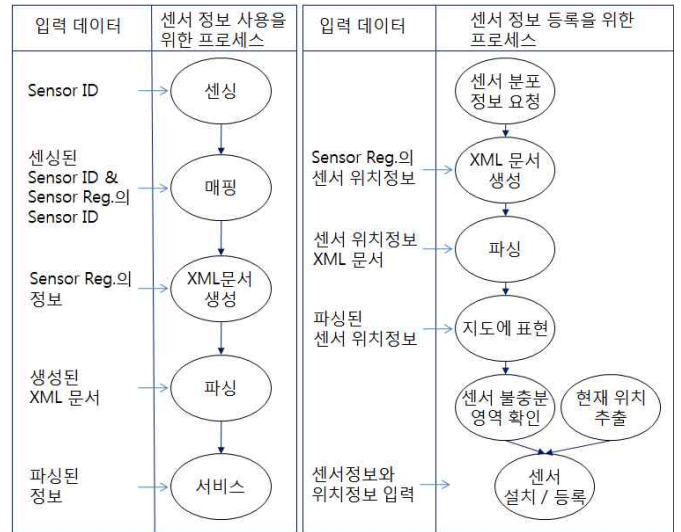 입력 데이터
센서 정보 사용을
위한 프로세스
Sensor ID
센싱
센싱된
Sensor ID &
Sensor Reg.의
Sensor ID
매핑
Sensor Reg.의
정보
XML문서
생성
생성된
XML 문서
파싱
파싱된
정보
서비스
입력 데이터
센서 정보 등록을 위한
프로세스
센서 분포
정보 요청
Sensor Reg.의
센서 위치정보
XML 문서
생성
센서 위치정보
XML 문서
파싱
파싱된
센서 위치정보
지도에 표현
센서 불충분
영역 확인
현재 위치
추출
센서정보와
위치정보 입력
센서
설치 / 등록